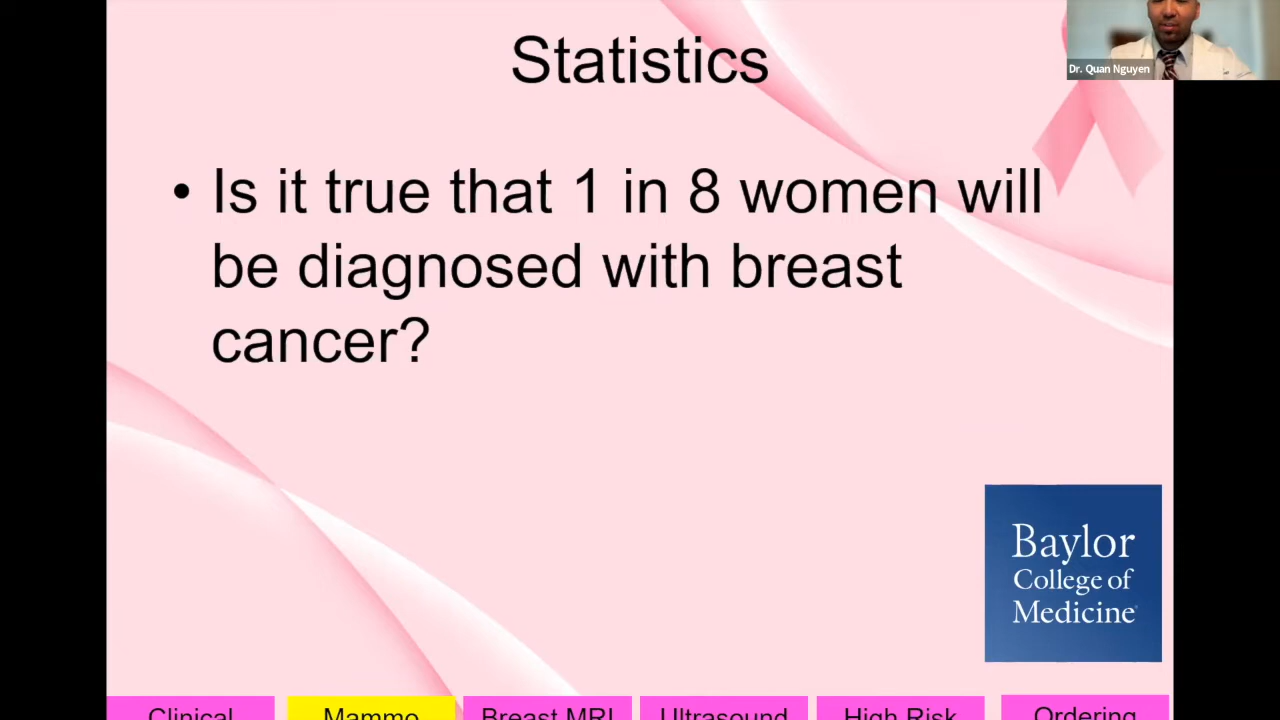 Statistics
Dr. Quan Nguyen
• Is it true that 1 in 8 women will
be diagnosed with breast
cancer?
Baylor
College of
Medicine
Clinical
Mammo
Breast MRI
Ultrasound
High Risk
Ordering